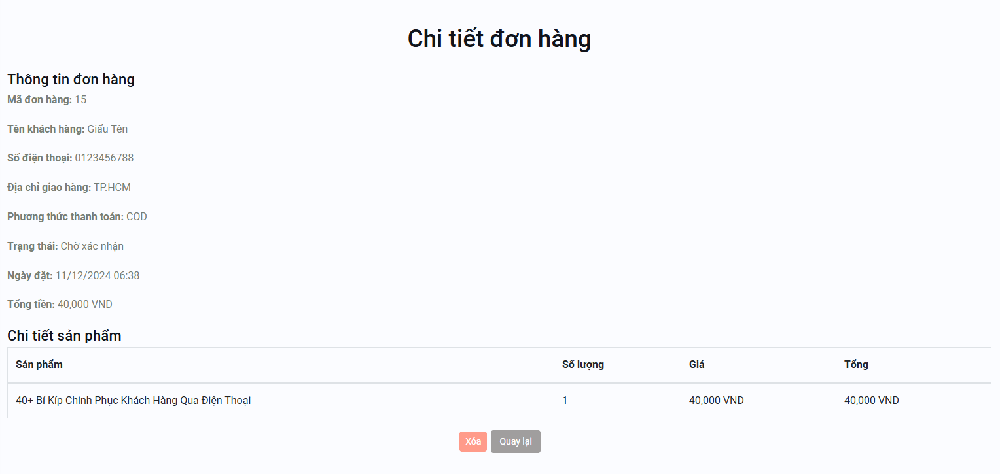 Chi tiết đơn hàng
Thông tin đơn hàng
Mã đơn hàng: 15
Tên khách hàng: Giấu Tên
Số điện thoại: 0123456788
Địa chỉ giao hàng: TP.HCM
Phương thức thanh toán: COD
Trạng thái: Chờ xác nhận
Ngày đặt: 11/12/2024 06:38
Tổng tiền: 40,000 VND
Chi tiết sản phẩm
Sản phẩm Số lượng Giá Tổng
40+ Bí Kíp Chinh Phục Khách Hàng Qua Điện Thoại 1 40,000 VND 40,000 VND
Xóa Quay lại